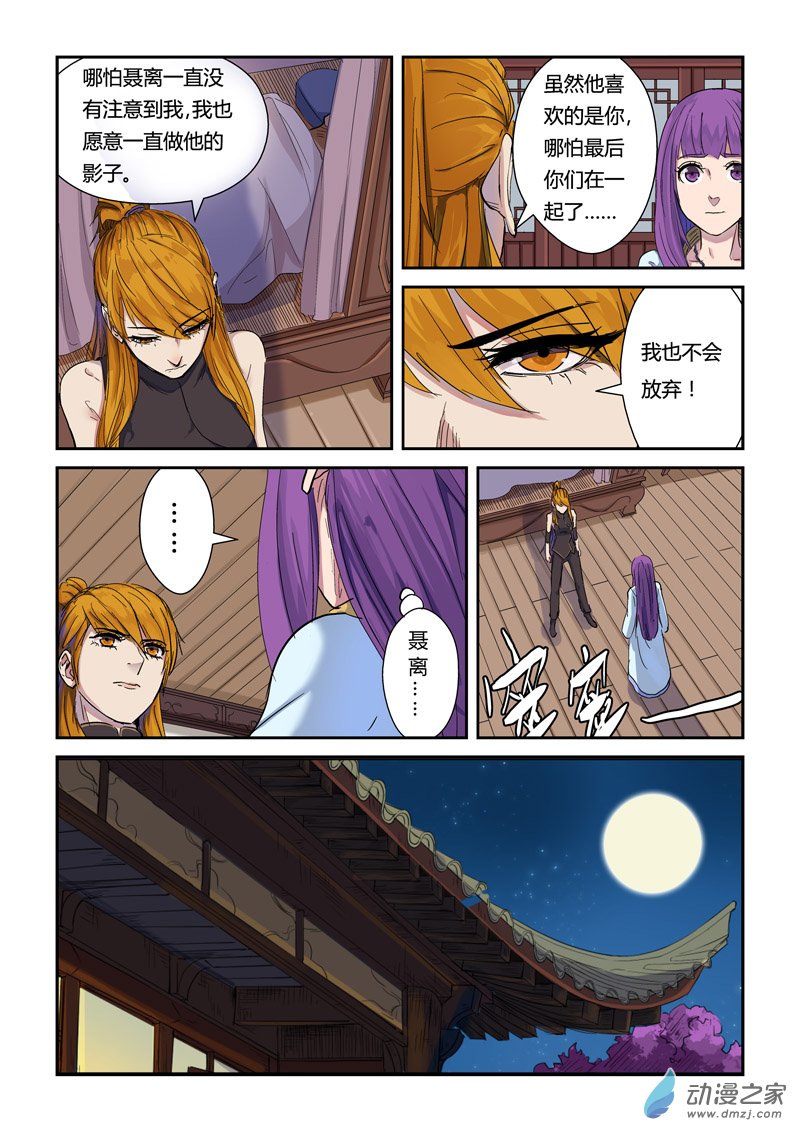 哪怕聂离一直没
有注意到我,我也
愿意一直做他的
影子。
虽然他喜
欢的是你,
哪怕最后
你们在一
起了……
我也不会
放弃！
……
聂
离
……
动漫之家
www.dmzj.com